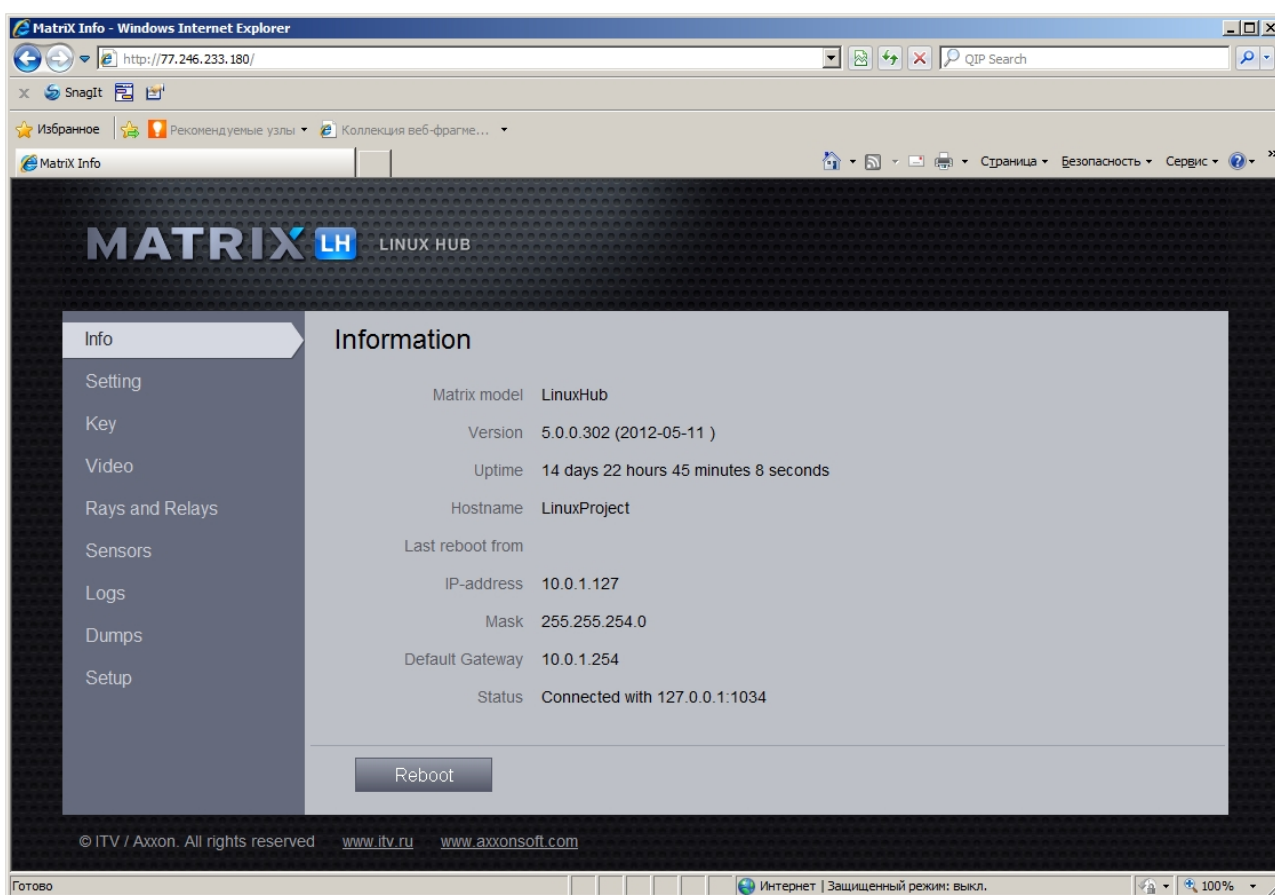 MatriX Info - Windows Internet Explorer
http://77.246.233.180/
QIP Search
x SnagIt
Избранное Рекомендуемые узлы Коллекция веб-фрагме...
MatriX Info
Страница Безопасность Сервис »
MATRIX LH LINUX HUB
Info
Setting
Key
Video
Rays and Relays
Sensors
Logs
Dumps
Setup
Information
Matrix model LinuxHub
Version 5.0.0.302 (2012-05-11 )
Uptime 14 days 22 hours 45 minutes 8 seconds
Hostname LinuxProject
Last reboot from
IP-address 10.0.1.127
Mask 255.255.254.0
Default Gateway 10.0.1.254
Status Connected with 127.0.0.1:1034
Reboot
© ITV / Axxon. All rights reserved www.itv.ru www.axxonsoft.com
Готово
Интернет | Защищенный режим: выкл.
100%